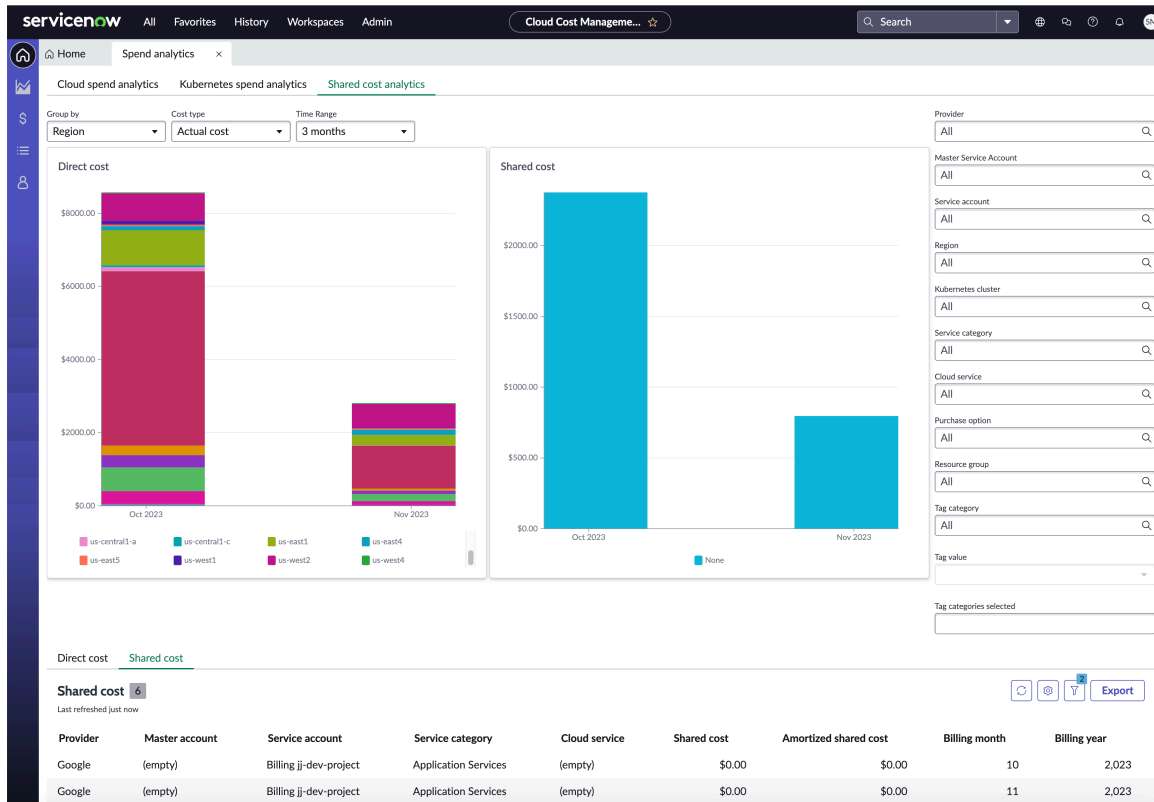 servicenow All Favorites History Workspaces Admin Cloud Cost Manageme... Search SN
Home Spend analytics ×
Cloud spend analytics Kubernetes spend analytics Shared cost analytics
Group by Cost type Time Range
Region Actual cost 3 months
Direct cost
$8000.00
$6000.00
$4000.00
$2000.00
$0.00
Oct 2023 Nov 2023
us-central1-a us-central1-c us-east1 us-east4
us-east5 us-west1 us-west2 us-west4
Shared cost
$2000.00
$1500.00
$1000.00
$500.00
$0.00
Oct 2023 Nov 2023
None
Provider
All
Master Service Account
All
Service account
All
Region
All
Kubernetes cluster
All
Service category
All
Cloud service
All
Purchase option
All
Resource group
All
Tag category
All
Tag value
Tag categories selected
Direct cost Shared cost
Shared cost 6
Last refreshed just now
2
Export
Provider Master account Service account Service category Cloud service Shared cost Amortized shared cost Billing month Billing year
Google (empty) Billing jj-dev-project Application Services (empty) $0.00 $0.00 10 2,023
Google (empty) Billing jj-dev-project Application Services (empty) $0.00 $0.00 11 2,023